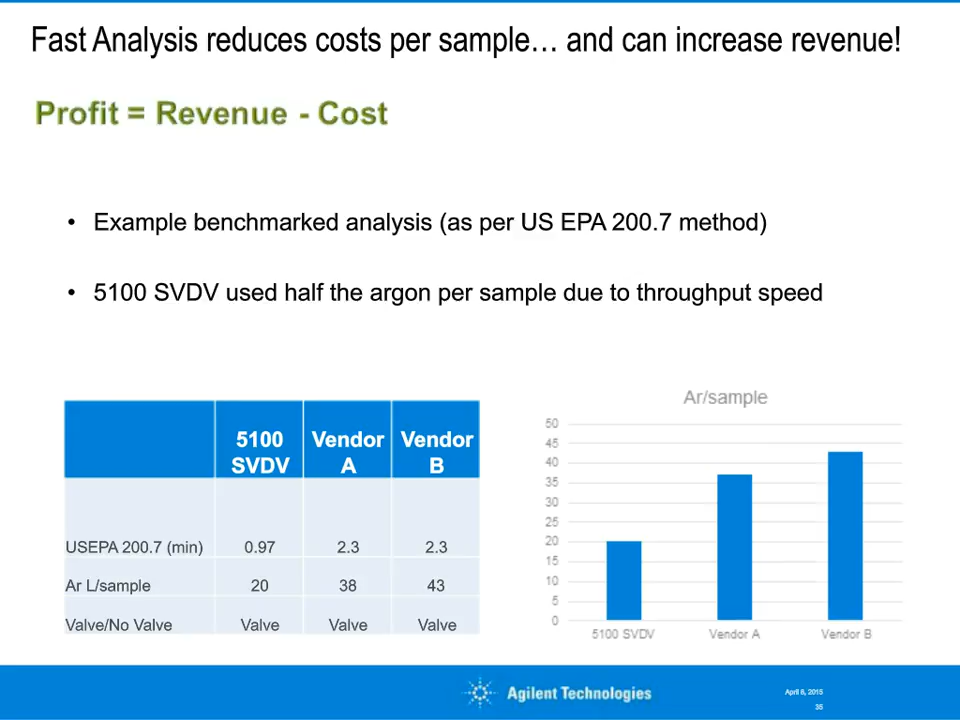 Fast Analysis reduces costs per sample… and can increase revenue!
Profit = Revenue - Cost
• Example benchmarked analysis (as per US EPA 200.7 method)
• 5100 SVDV used half the argon per sample due to throughput speed
5100 SVDV Vendor A Vendor B
USEPA 200.7 (min) 0.97 2.3 2.3
Ar L/sample 20 38 43
Valve/No Valve Valve Valve Valve
Ar/sample
50
45
40
35
30
25
20
15
10
5
0
5100 SVDV Vendor A Vendor B
Agilent Technologies
April 8, 2015
35